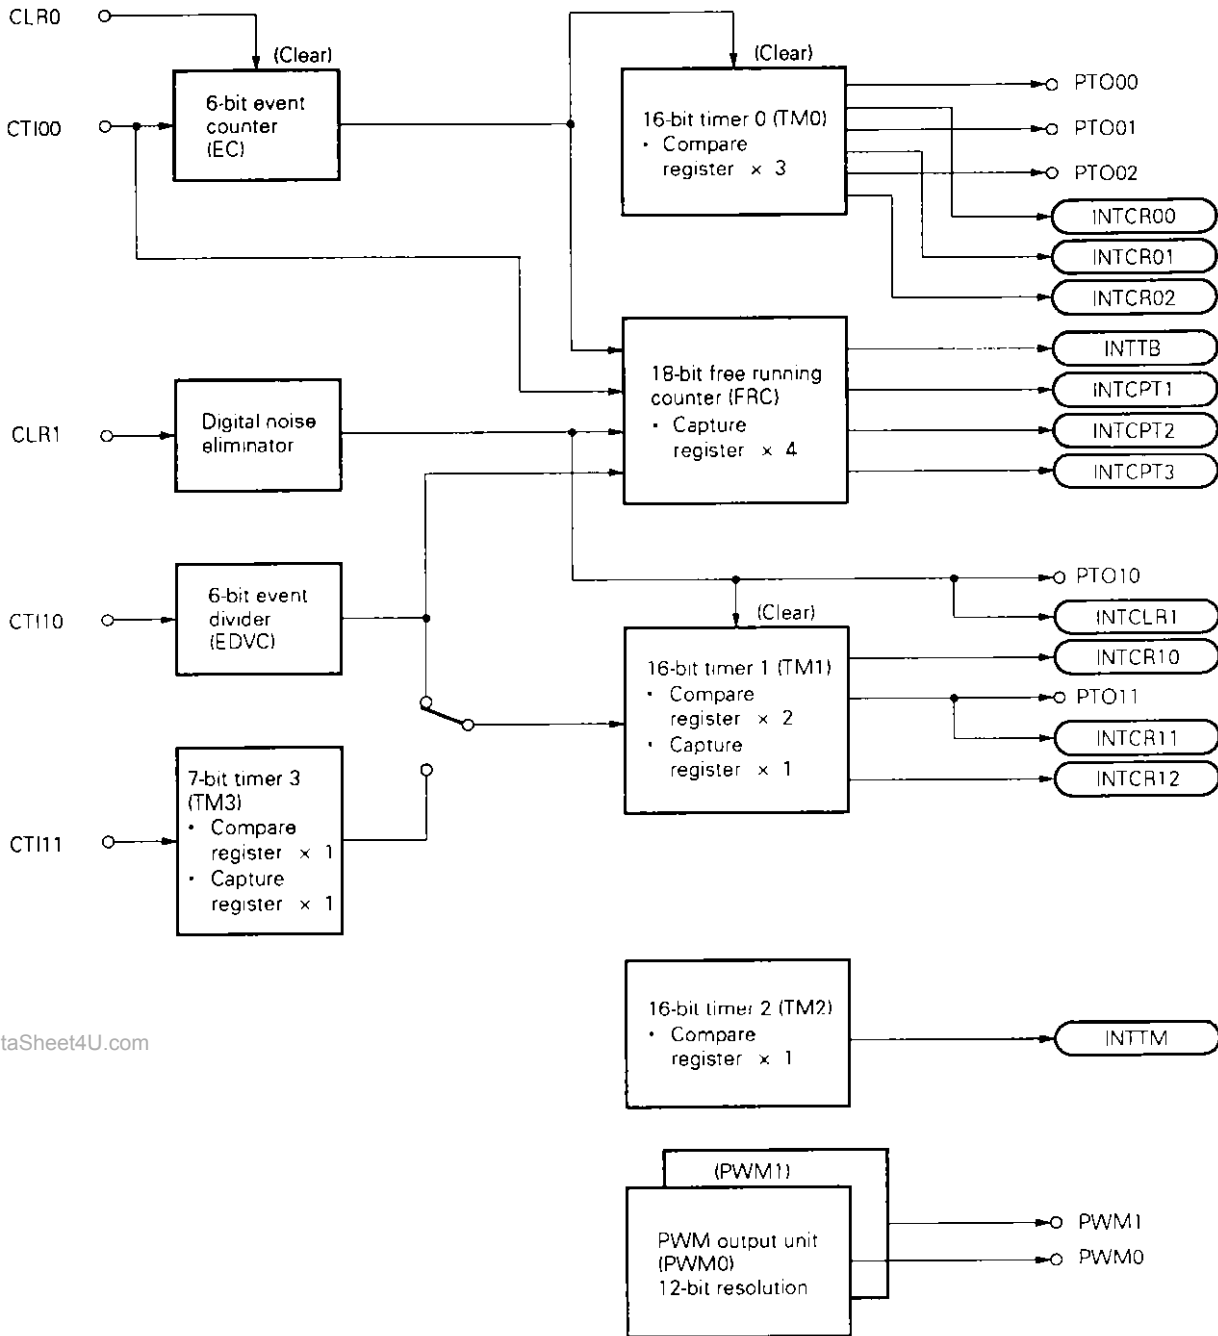 CLR0
(Clear)
6-bit event
counter
(EC)
CTI00
(Clear)
16-bit timer 0 (TM0)
• Compare
register × 3
PTO00
PTO01
PTO02
INTCR00
INTCR01
INTCR02
18-bit free running
counter (FRC)
• Capture
register × 4
INTTB
INTCPT1
INTCPT2
INTCPT3
CLR1
Digital noise
eliminator
CTI10
6-bit event
divider
(EDVC)
PTO10
INTCLR1
(Clear)
16-bit timer 1 (TM1)
• Compare
register × 2
• Capture
register × 1
INTCR10
PTO11
INTCR11
INTCR12
CTI11
7-bit timer 3
(TM3)
• Compare
register × 1
• Capture
register × 1
16-bit timer 2 (TM2)
• Compare
register × 1
INTTM
taSheet4U.com
(PWM1)
PWM output unit
(PWM0)
12-bit resolution
PWM1
PWM0